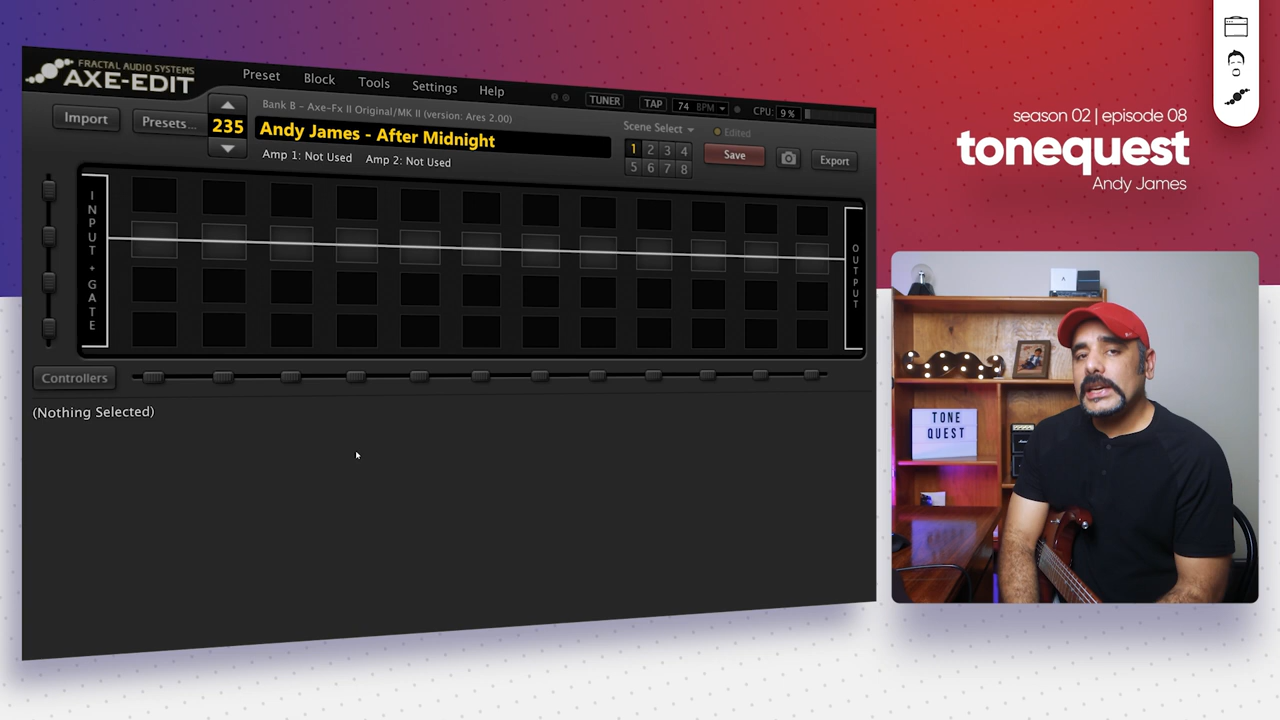 FRACTAL AUDIO SYSTEMS
AXE-EDIT
Preset Block Tools Settings Help
TUNER TAP 74 BPM CPU: 9 %
Import Presets...
235
Bank B - Axe-Fx II Original/MK II (version: Ares 2.00)
Andy James - After Midnight
Amp 1: Not Used Amp 2: Not Used
Scene Select
1 2 3 4
5 6 7 8
Edited
Save
Export
INPUT + GATE
OUTPUT
Controllers
(Nothing Selected)
season 02 | episode 08
tonequest
Andy James
TONE
QUEST